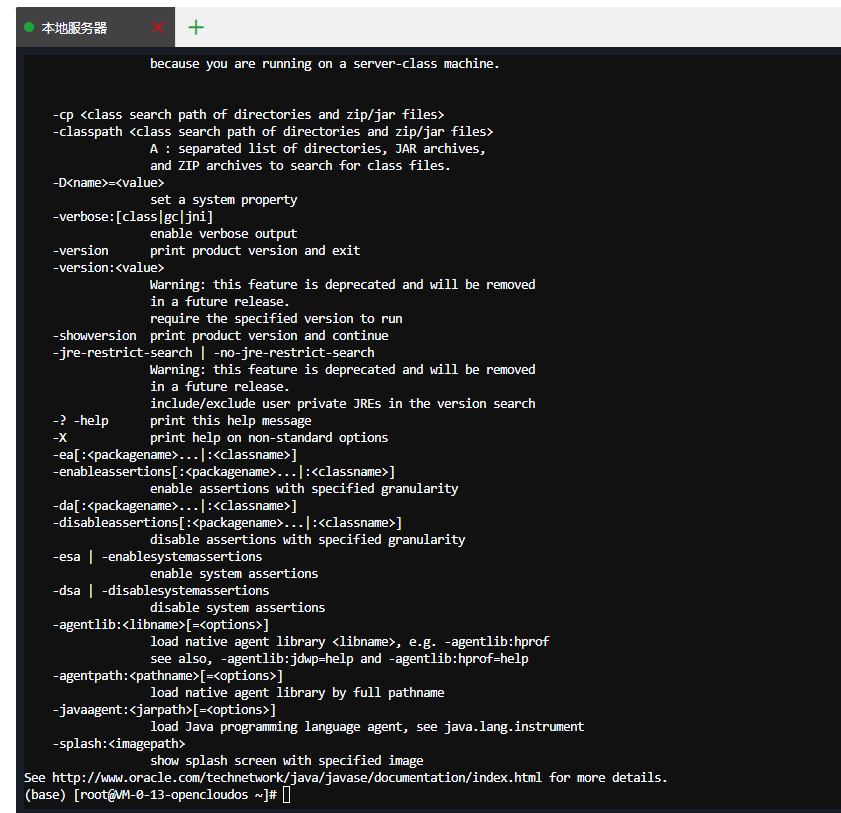 本地服务器
because you are running on a server-class machine.
-cp <class search path of directories and zip/jar files>
-classpath <class search path of directories and zip/jar files>
A : separated list of directories, JAR archives,
and ZIP archives to search for class files.
-D<name>=<value>
set a system property
-verbose:[class|gc|jni]
enable verbose output
-version print product version and exit
-version:<value>
Warning: this feature is deprecated and will be removed
in a future release.
require the specified version to run
-showversion print product version and continue
-jre-restrict-search | -no-jre-restrict-search
Warning: this feature is deprecated and will be removed
in a future release.
include/exclude user private JREs in the version search
-? -help print this help message
-X print help on non-standard options
-ea[:<packagename>...|:<classname>]
-enableassertions[:<packagename>...|:<classname>]
enable assertions with specified granularity
-da[:<packagename>...|:<classname>]
-disableassertions[:<packagename>...|:<classname>]
disable assertions with specified granularity
-esa | -enablesystemassertions
enable system assertions
-dsa | -disablesystemassertions
disable system assertions
-agentlib:<libname>[=<options>]
load native agent library <libname>, e.g. -agentlib:hprof
see also, -agentlib:jdwp=help and -agentlib:hprof=help
-agentpath:<pathname>[=<options>]
load native agent library by full pathname
-javaagent:<jarpath>[=<options>]
load Java programming language agent, see java.lang.instrument
-splash:<imagepath>
show splash screen with specified image
See http://www.oracle.com/technetwork/java/javase/documentation/index.html for more details.
(base) [root@VM-0-13-opencloudos ~]#